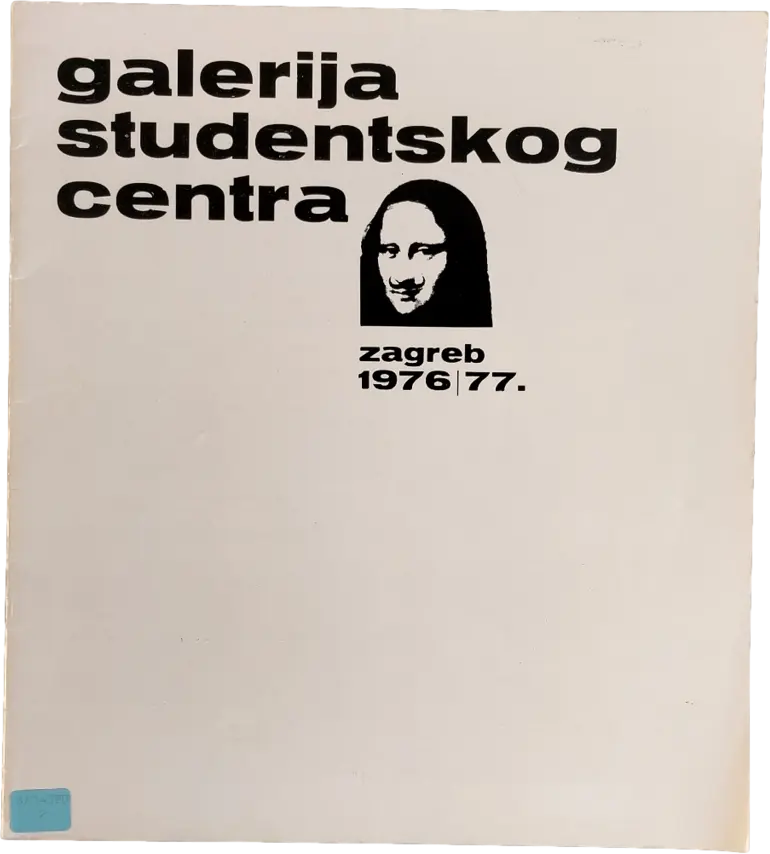 galerija
studentskog
centra
zagreb
1976|77.